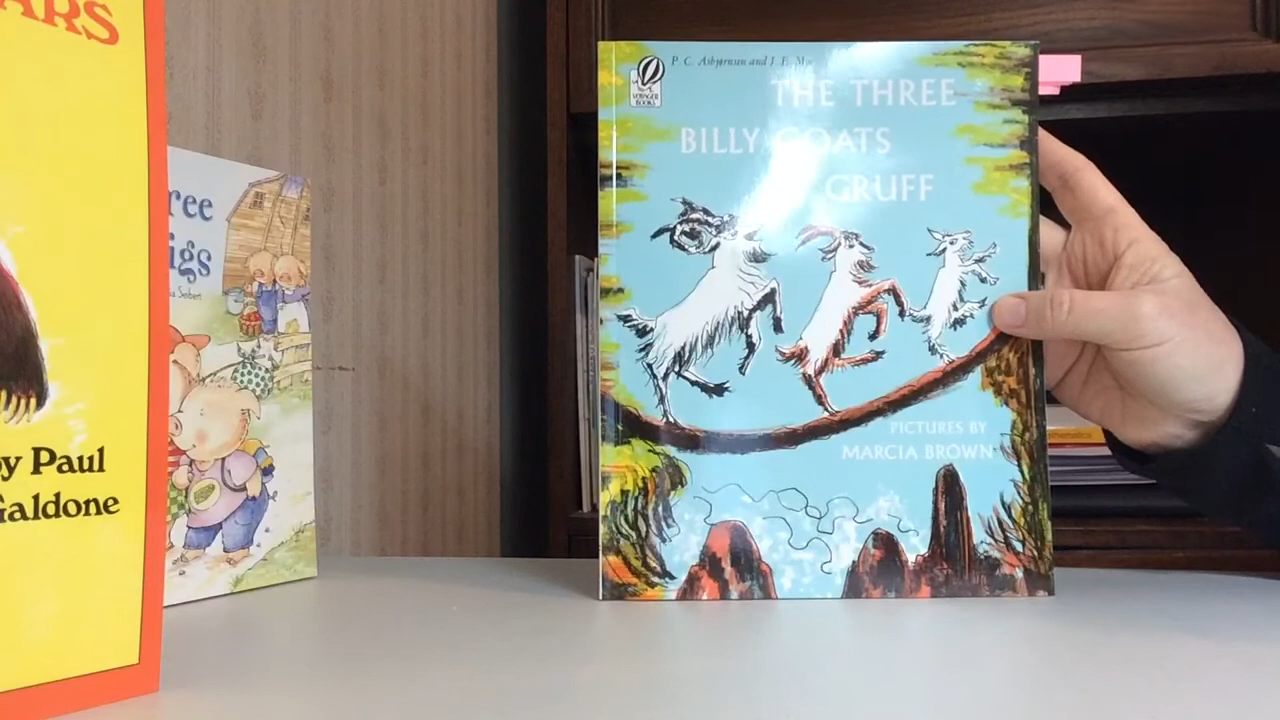 ARS
by Paul
Galdone
ree
igs
Seibert
P. C. Asbjørnsen and J. E. Moe
VOYAGER
BOOKS
THE THREE
BILLY GOATS
GRUFF
PICTURES BY
MARCIA BROWN